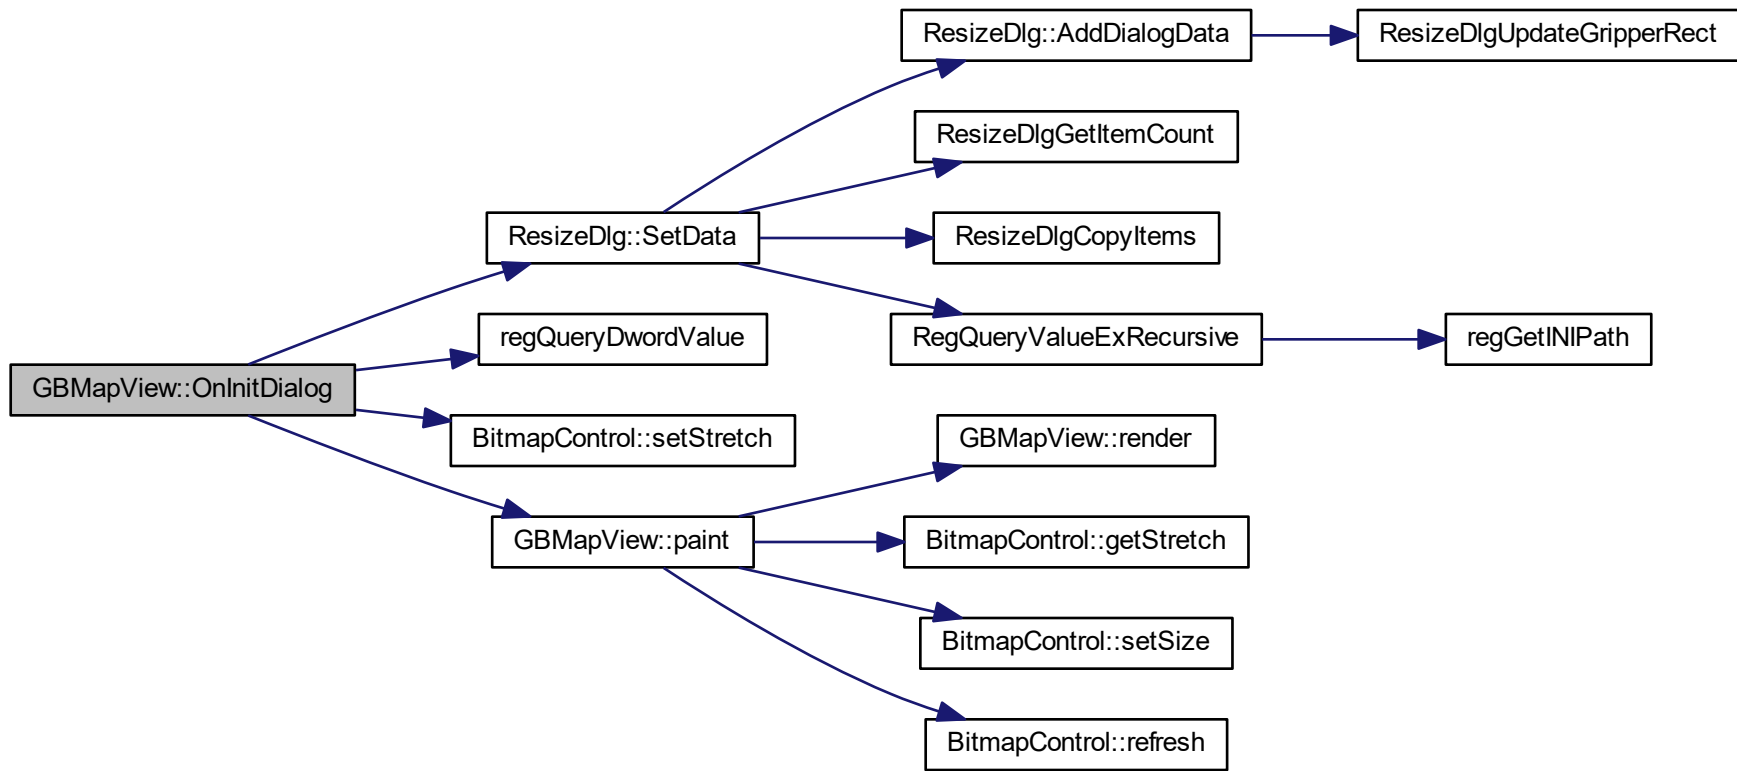 ResizeDlg::AddDialogData
ResizeDlgUpdateGripperRect
ResizeDlgGetItemCount
ResizeDlg::SetData
ResizeDlgCopyItems
regQueryDwordValue
RegQueryValueExRecursive
regGetINIPath
GBMapView::OnInitDialog
BitmapControl::setStretch
GBMapView::render
GBMapView::paint
BitmapControl::getStretch
BitmapControl::setSize
BitmapControl::refresh